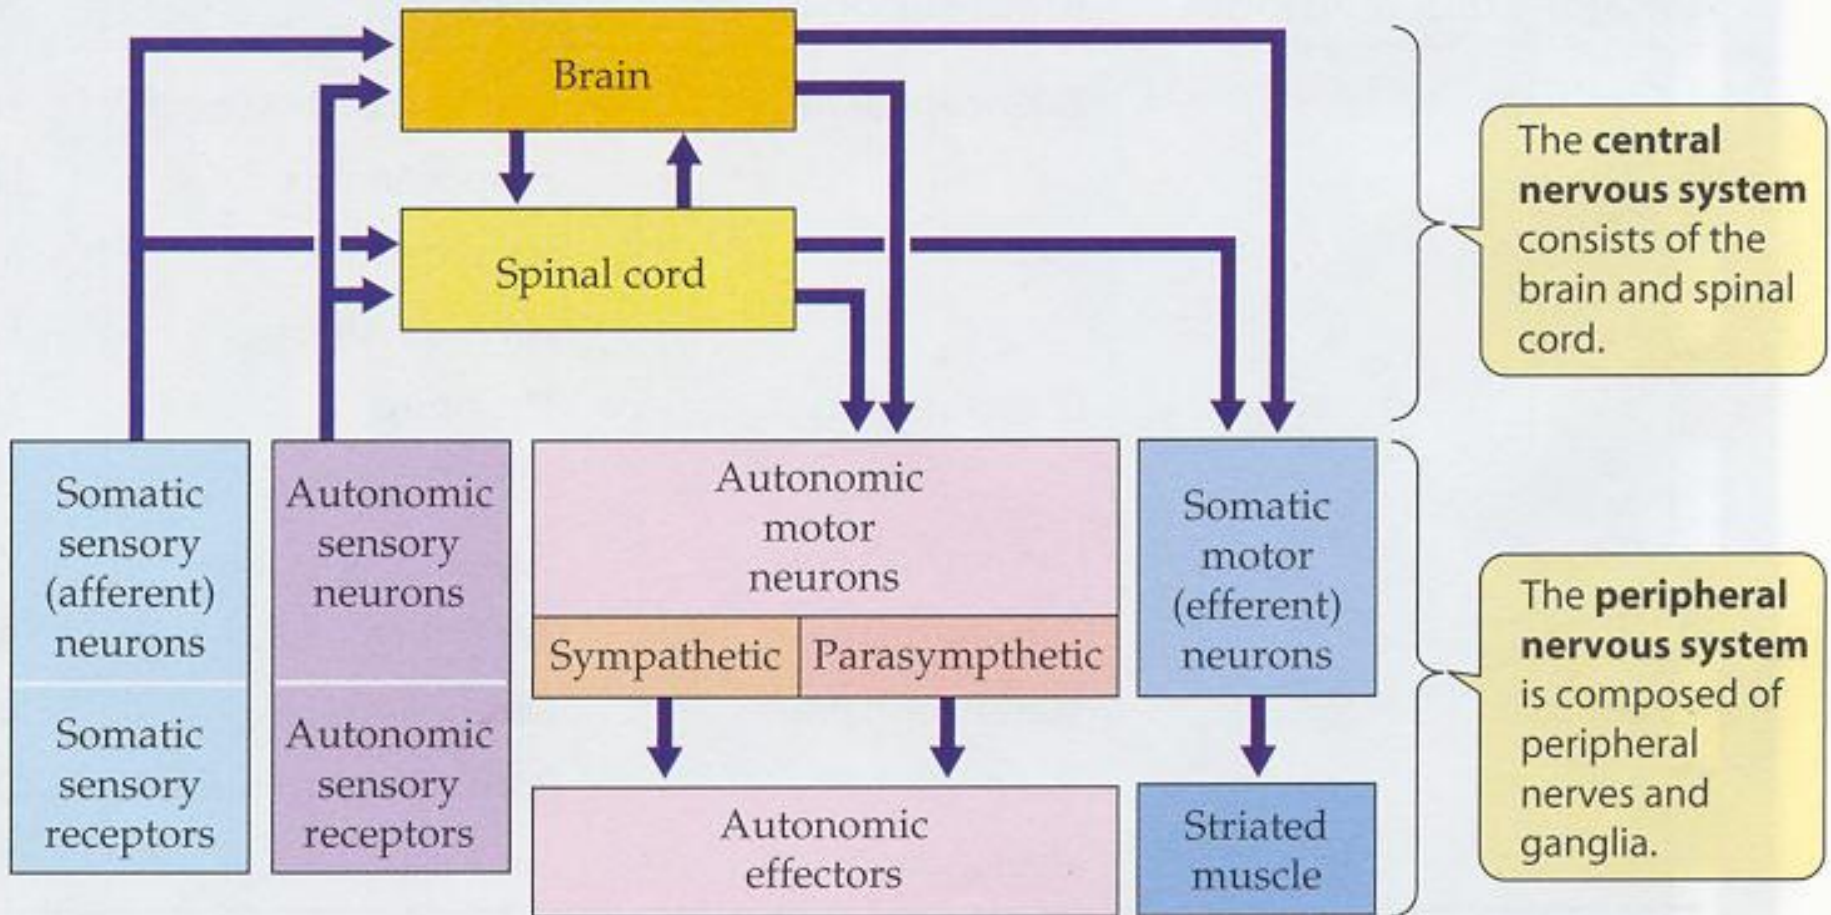 Brain
Spinal cord
The central
nervous system
consists of the
brain and spinal
cord.
Somatic
sensory
(afferent)
neurons
Somatic
sensory
receptors
Autonomic
sensory
neurons
Autonomic
sensory
receptors
Autonomic
motor
neurons
Sympathetic
Parasympthetic
Autonomic
effectors
Somatic
motor
(efferent)
neurons
Striated
muscle
The peripheral
nervous system
is composed of
peripheral
nerves and
ganglia.